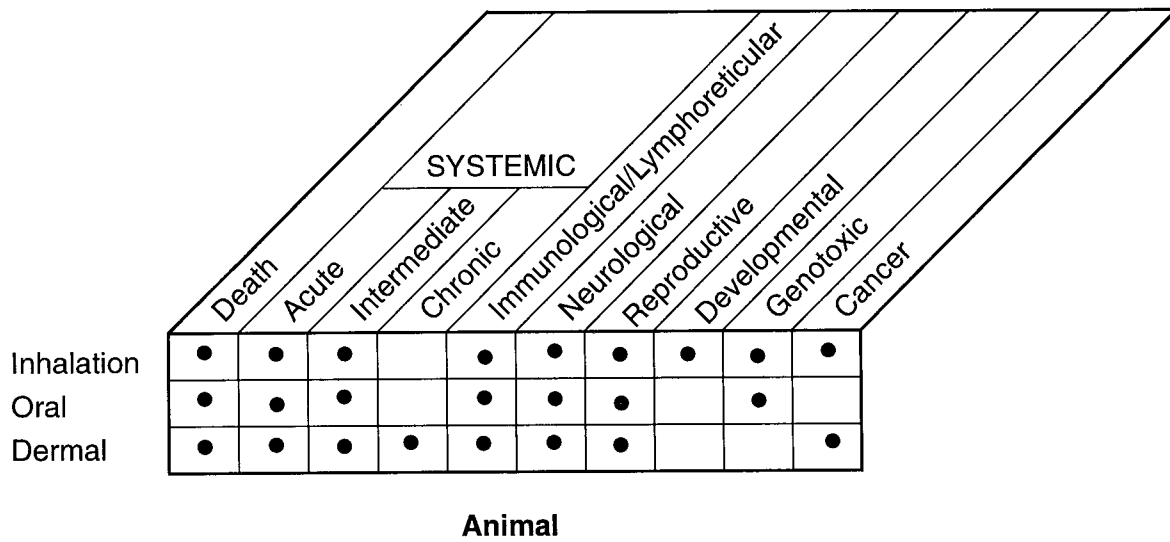 SYSTEMIC
Death
Acute
Intermediate
Chronic
Immunological/Lymphoreticular
Neurological
Reproductive
Developmental
Genotoxic
Cancer
Inhalation
Oral
Dermal
Animal